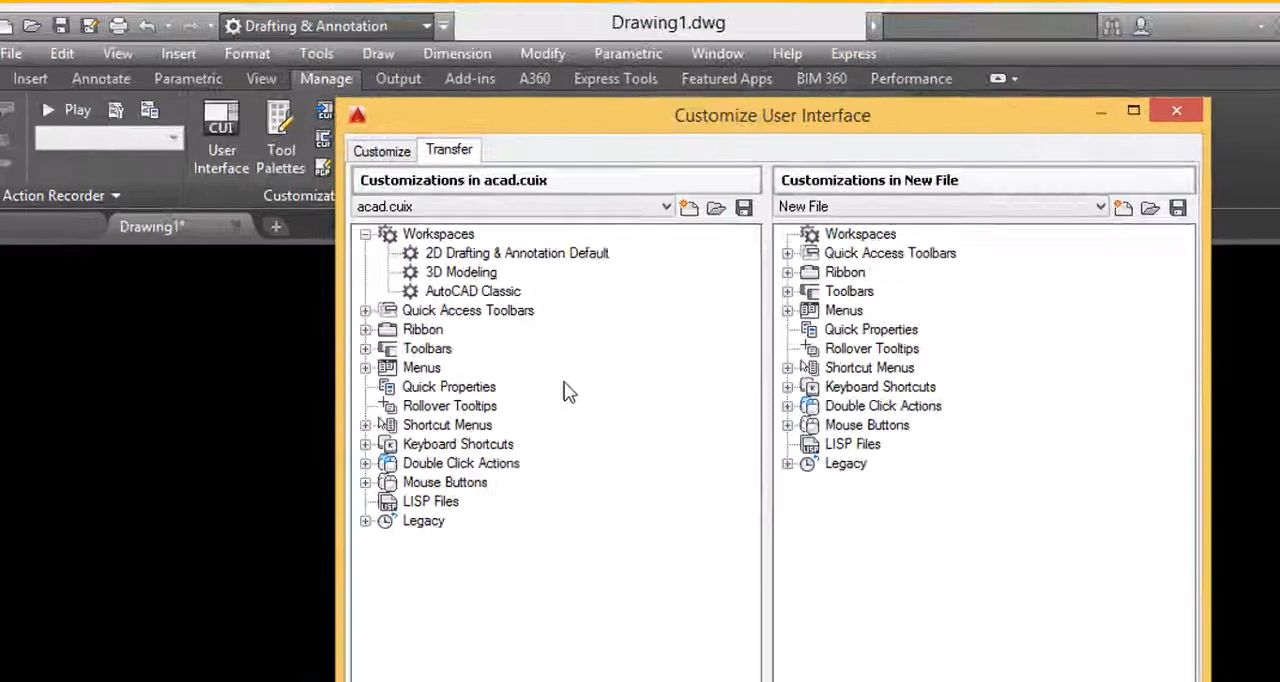 Drafting & Annotation
Drawing1.dwg
File Edit View Insert Format Tools Draw Dimension Modify Parametric Window Help Express
Insert Annotate Parametric View Manage Output Add-ins A360 Express Tools Featured Apps BIM 360 Performance
Play
CUI
User Interface
Tool Palettes
Action Recorder
Customizat
Drawing1*
Customize User Interface
Customize Transfer
Customizations in acad.cuix
acad.cuix
Workspaces
2D Drafting & Annotation Default
3D Modeling
AutoCAD Classic
Quick Access Toolbars
Ribbon
Toolbars
Menus
Quick Properties
Rollover Tooltips
Shortcut Menus
Keyboard Shortcuts
Double Click Actions
Mouse Buttons
LISP Files
Legacy
Customizations in New File
New File
Workspaces
Quick Access Toolbars
Ribbon
Toolbars
Menus
Quick Properties
Rollover Tooltips
Shortcut Menus
Keyboard Shortcuts
Double Click Actions
Mouse Buttons
LISP Files
Legacy